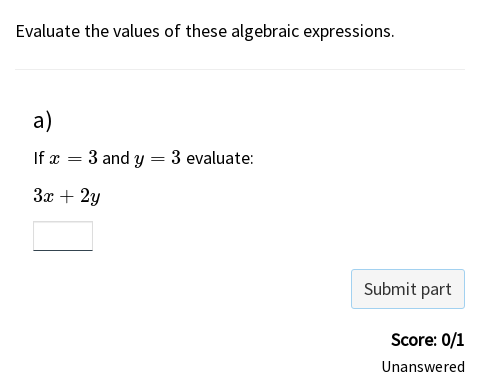 Evaluate the values of these algebraic expressions.
a)
If x = 3 and y = 3 evaluate:
3x + 2y
Submit part
Score: 0/1
Unanswered